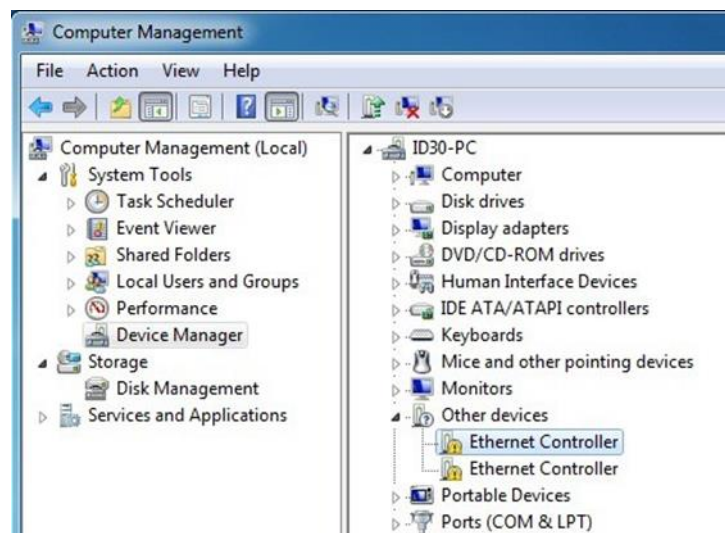 Computer Management
File Action View Help
Computer Management (Local)
System Tools
Task Scheduler
Event Viewer
Shared Folders
Local Users and Groups
Performance
Device Manager
Storage
Disk Management
Services and Applications
ID30-PC
Computer
Disk drives
Display adapters
DVD/CD-ROM drives
Human Interface Devices
IDE ATA/ATAPI controllers
Keyboards
Mice and other pointing devices
Monitors
Other devices
Ethernet Controller
Ethernet Controller
Portable Devices
Ports (COM & LPT)